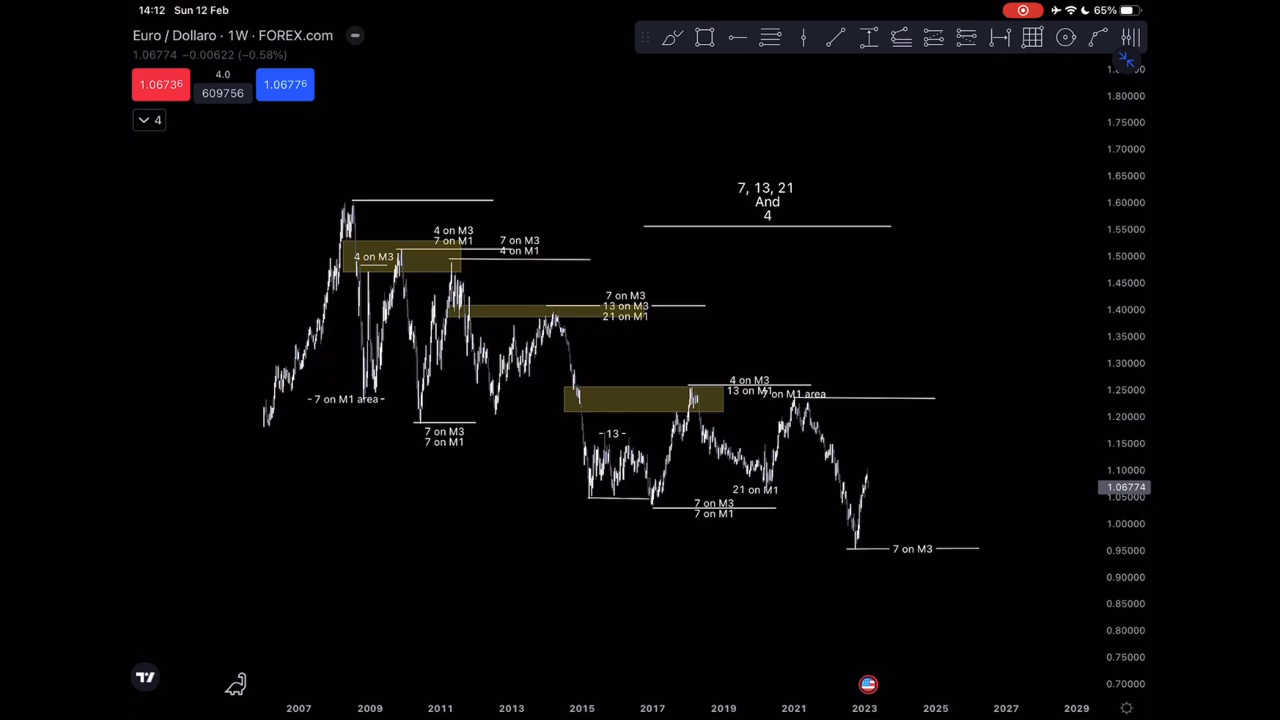 14:12 Sun 12 Feb
65%
Euro / Dollaro · 1W · FOREX.com
1.06774 −0.00622 (−0.58%)
1.06736
4.0
609756
1.06776
4
1.80000
1.75000
1.70000
1.65000
1.60000
1.55000
1.50000
1.45000
1.40000
1.35000
1.30000
1.25000
1.20000
1.15000
1.10000
1.06774
1.05000
1.00000
0.95000
0.90000
0.85000
0.80000
0.75000
0.70000
7, 13, 21
And
4
4 on M3
7 on M1
7 on M3
4 on M1
4 on M3
7 on M3
13 on M3
21 on M1
4 on M3
13 on M1
7 on M1 area
7 on M1 area
7 on M3
7 on M1
13
21 on M1
7 on M3
7 on M1
7 on M3
2007 2009 2011 2013 2015 2017 2019 2021 2023 2025 2027 2029